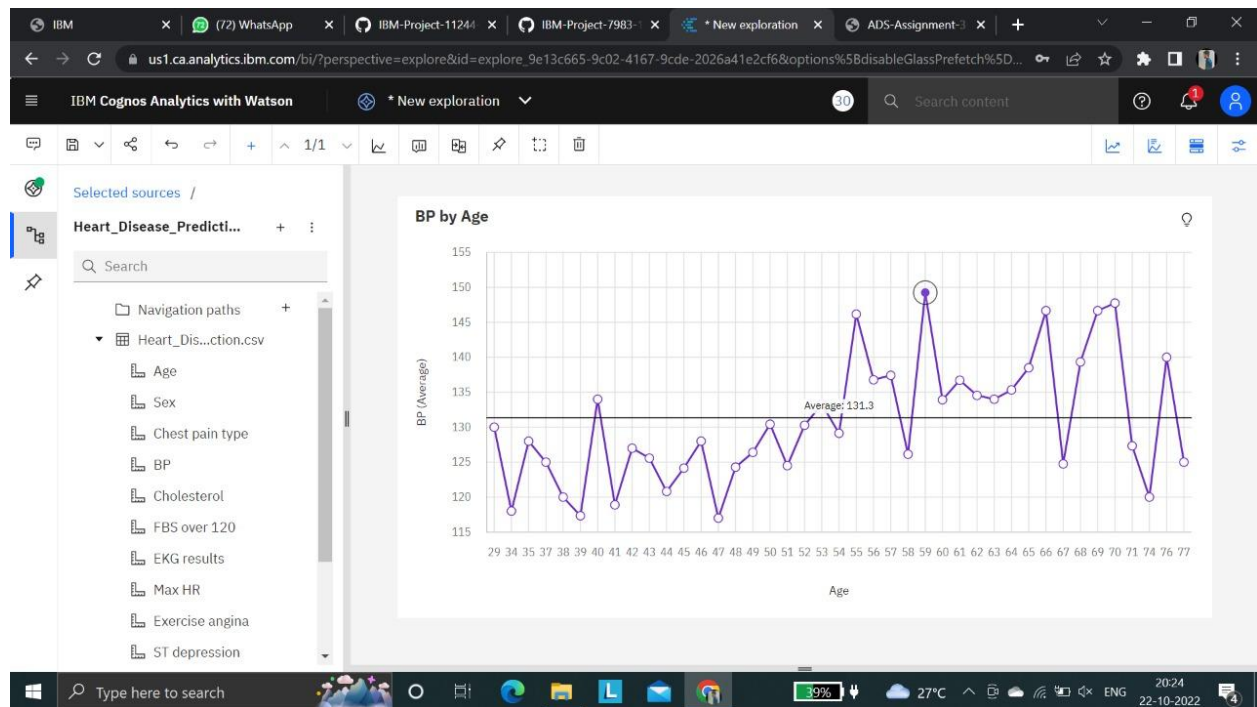 IBM
(72) WhatsApp
IBM-Project-11244
IBM-Project-7983-1
* New exploration
ADS-Assignment-3
us1.ca.analytics.ibm.com/bi/?perspective=explore&id=explore_9e13c665-9c02-4167-9cde-2026a41e2cf6&options%5BdisableGlassPrefetch%5D...
IBM Cognos Analytics with Watson
* New exploration
30
Search content
1
1/1
Selected sources /
Heart_Disease_Predicti...
Search
Navigation paths
Heart_Dis...ction.csv
Age
Sex
Chest pain type
BP
Cholesterol
FBS over 120
EKG results
Max HR
Exercise angina
ST depression
BP by Age
155
150
145
140
135
130
125
120
115
BP (Average)
Average: 131.3
29 34 35 37 38 39 40 41 42 43 44 45 46 47 48 49 50 51 52 53 54 55 56 57 58 59 60 61 62 63 64 65 66 67 68 69 70 71 74 76 77
Age
Type here to search
L
39%
27°C
ENG
20:24
22-10-2022
4